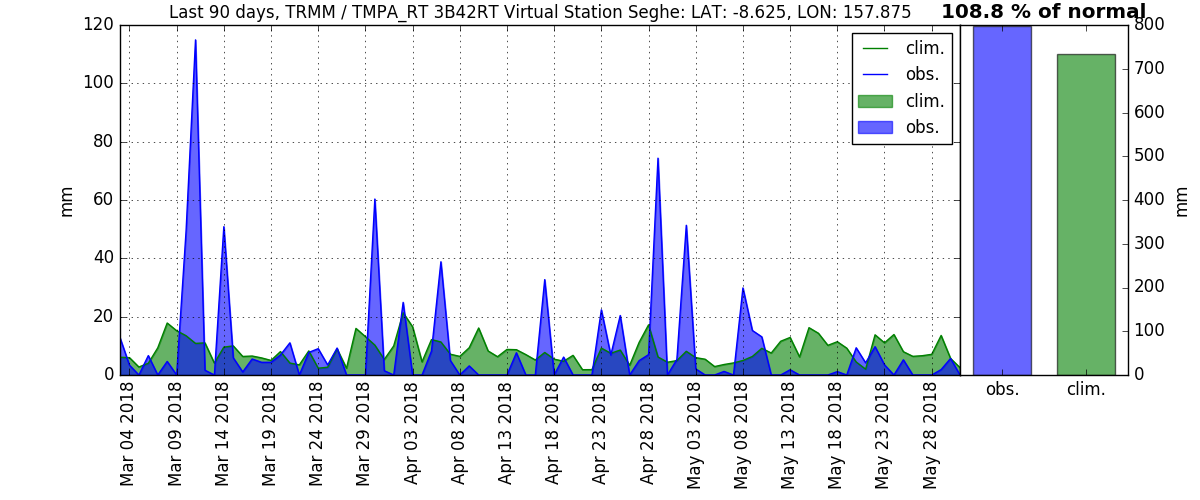 Last 90 days, TRMM / TMPA_RT 3B42RT Virtual Station Seghe: LAT: -8.625, LON: 157.875
108.8 % of normal
mm
120
100
80
60
40
20
0
clim.
obs.
clim.
obs.
Mar 04 2018
Mar 09 2018
Mar 14 2018
Mar 19 2018
Mar 24 2018
Mar 29 2018
Apr 03 2018
Apr 08 2018
Apr 13 2018
Apr 18 2018
Apr 23 2018
Apr 28 2018
May 03 2018
May 08 2018
May 13 2018
May 18 2018
May 23 2018
May 28 2018
obs.
clim.
800
700
600
500
400
300
200
100
0
mm